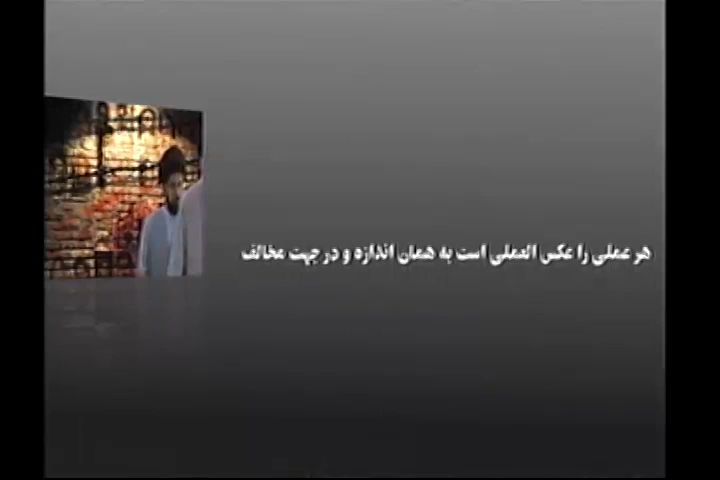 هر عملی را عکس العملی است به همان اندازه و در جهت مخالف